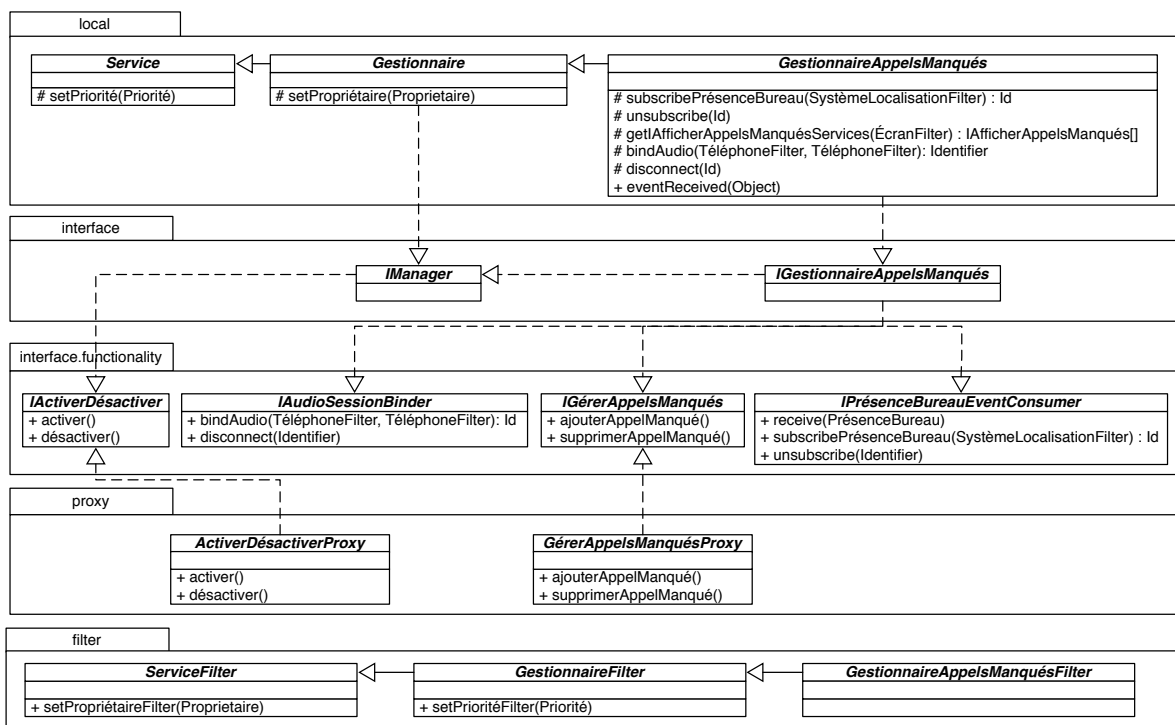 local
Service
# setPriorité(Priorité)
Gestionnaire
# setPropriétaire(Proprietaire)
GestionnaireAppelsManqués
# subscribePrésenceBureau(SystèmeLocalisationFilter) : Id
# unsubscribe(Id)
# getIAfficherAppelsManquésServices(ÉcranFilter) : IAfficherAppelsManqués[]
# bindAudio(TéléphoneFilter, TéléphoneFilter): Identifier
# disconnect(Id)
+ eventReceived(Object)
interface
IManager
IGestionnaireAppelsManqués
interface.functionality
IActiverDésactiver
+ activer()
+ désactiver()
IAudioSessionBinder
+ bindAudio(TéléphoneFilter, TéléphoneFilter): Id
+ disconnect(Identifier)
IGérerAppelsManqués
+ ajouterAppelManqué()
+ supprimerAppelManqué()
IPrésenceBureauEventConsumer
+ receive(PrésenceBureau)
+ subscribePrésenceBureau(SystèmeLocalisationFilter) : Id
+ unsubscribe(Identifier)
proxy
ActiverDésactiverProxy
+ activer()
+ désactiver()
GérerAppelsManquésProxy
+ ajouterAppelManqué()
+ supprimerAppelManqué()
filter
ServiceFilter
+ setPropriétaireFilter(Proprietaire)
GestionnaireFilter
+ setPrioritéFilter(Priorité)
GestionnaireAppelsManquésFilter